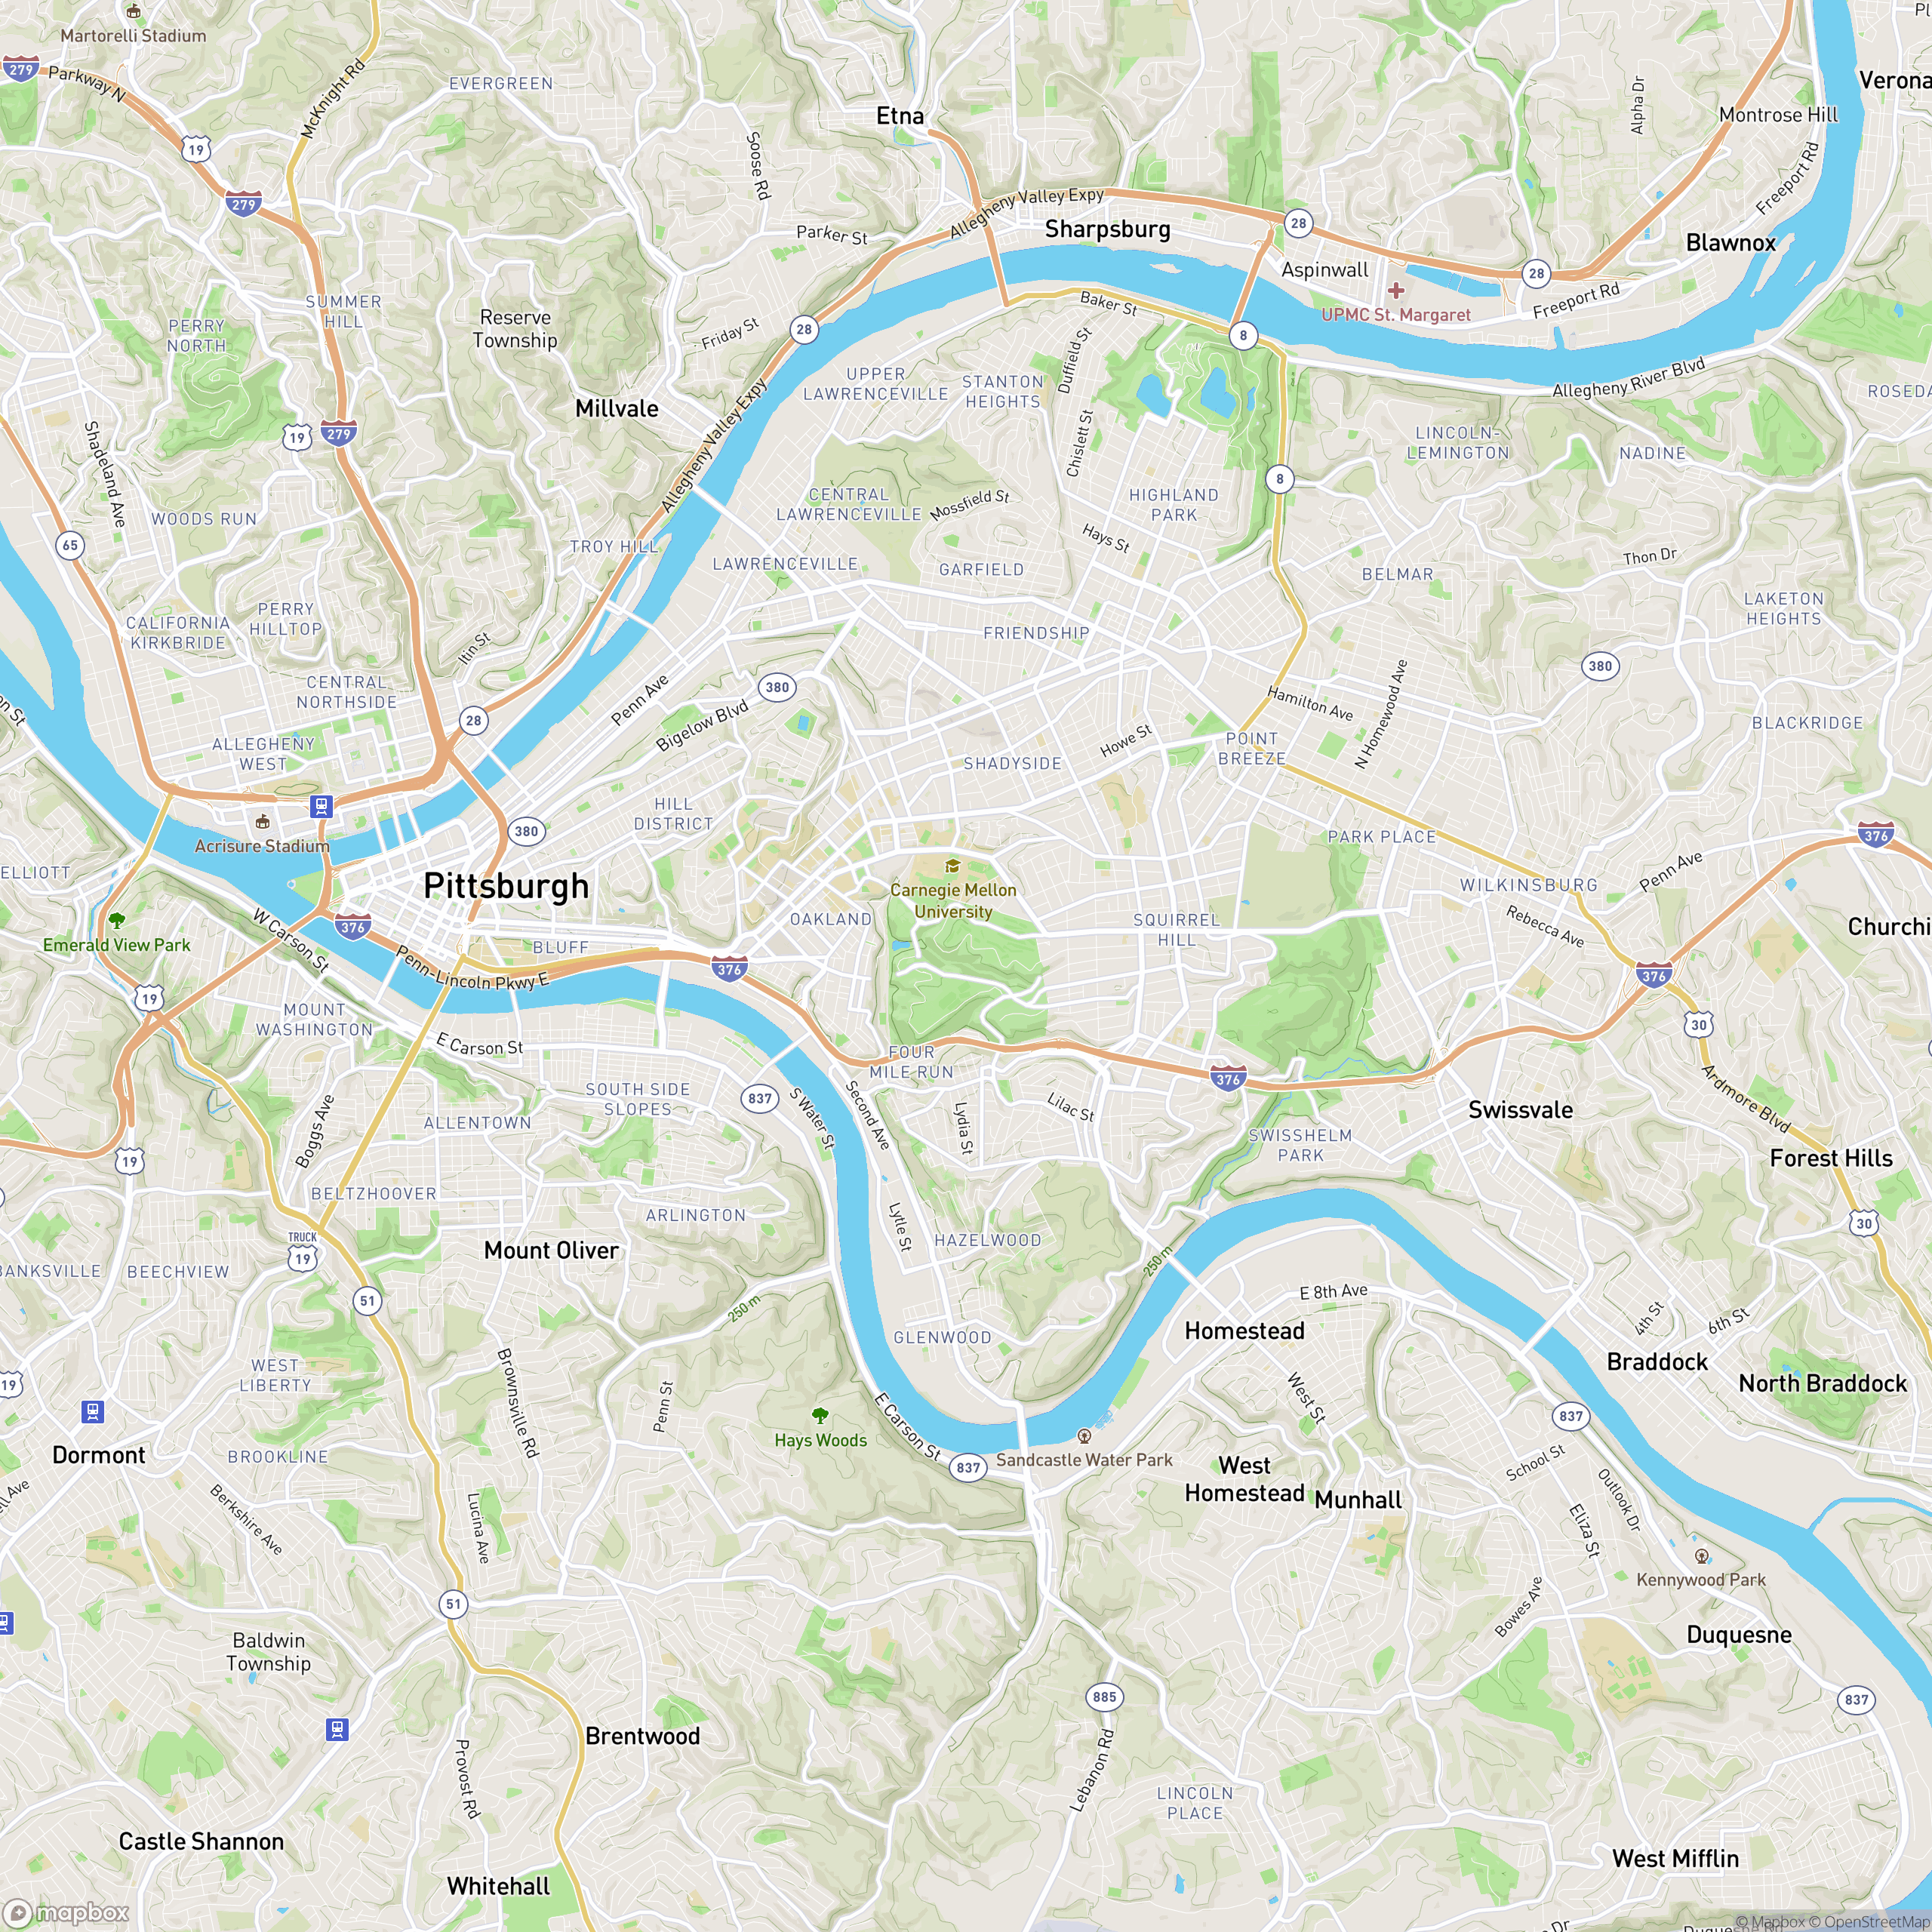 Martorelli Stadium
279
Parkway N
McKnight Rd
EVERGREEN
Soose Rd
Etna
Alpha Dr
Montrose Hill
Verona
19
279
Parker St
Allegheny Valley Expy
Sharpsburg
28
Aspinwall
Freeport Rd
Blawnox
28
Freeport Rd
UPMC St. Margaret
SUMMER
HILL
PERRY
NORTH
Reserve
Township
Friday St
28
Baker St
8
Duffield St
Allegheny River Blvd
UPPER
LAWRENCEVILLE
STANTON
HEIGHTS
ROSEDA
Millvale
Allegheny Valley Expy
Chislett St
19
279
Shadeland Ave
LINCOLN-
LEMINGTON
NADINE
8
CENTRAL
LAWRENCEVILLE
Mossfield St
HIGHLAND
PARK
WOODS RUN
65
TROY HILL
Hays St
LAWRENCEVILLE
GARFIELD
BELMAR
Thon Dr
LAKETON
HEIGHTS
PERRY
HILLTOP
CALIFORNIA
KIRKBRIDE
Itin St
FRIENDSHIP
380
CENTRAL
NORTHSIDE
Penn Ave
380
Bigelow Blvd
28
Hamilton Ave
N Homewood Ave
BLACKRIDGE
on St
ALLEGHENY
WEST
SHADYSIDE
Howe St
POINT
BREEZE
HILL
DISTRICT
380
Acrisure Stadium
PARK PLACE
376
ELLIOTT
Pittsburgh
Carnegie Mellon
University
Penn Ave
WILKINSBURG
Rebecca Ave
Churchi
Emerald View Park
W Carson St
376
OAKLAND
SQUIRREL
HILL
BLUFF
Penn-Lincoln Pkwy E
376
376
19
MOUNT
WASHINGTON
E Carson St
30
FOUR
MILE RUN
376
SOUTH SIDE
SLOPES
837
S Water St
Second Ave
Lydia St
Lilac St
Ardmore Blvd
Swissvale
Boggs Ave
ALLENTOWN
SWISSHELM
PARK
19
Forest Hills
BELTZHOOVER
ARLINGTON
Lytle St
30
TRUCK
19
Mount Oliver
HAZELWOOD
250 m
BANKSVILLE
BEECHVIEW
51
250 m
E 8th Ave
4th St
6th St
GLENWOOD
Homestead
Braddock
WEST
LIBERTY
19
Brownsville Rd
Penn St
West St
North Braddock
E Carson St
837
Hays Woods
Dormont
BROOKLINE
837
Sandcastle Water Park
West
Homestead
Munhall
School St
Outlook Dr
ell Ave
Berkshire Ave
Lucina Ave
Eliza St
Kennywood Park
51
Bowes Ave
Baldwin
Township
Duquesne
885
837
Brentwood
Lebanon Rd
Provost Rd
LINCOLN
PLACE
Castle Shannon
West Mifflin
Whitehall
mapbox
© Mapbox © OpenStreetMap